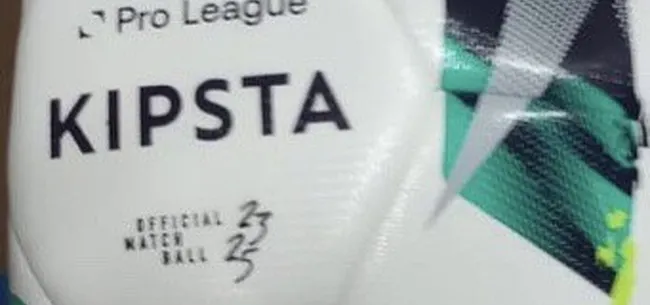 Pro League
KIPSTA
OFFICIAL 23
MATCH
BALL 25